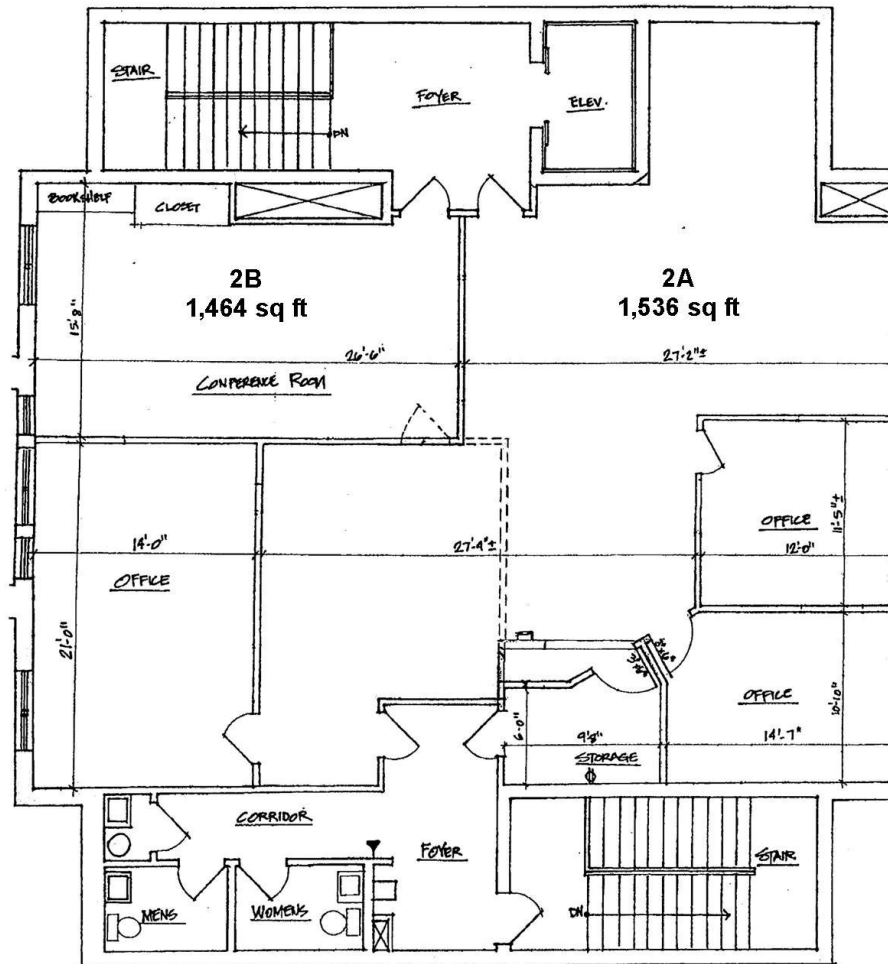 STAIR
FOYER
ELEV.
DN
BOOKSHELF
CLOSET
2B
1,464 sq ft
2A
1,536 sq ft
15'-8"
26'-6"
27'-2"±
CONFERENCE ROOM
OFFICE
11'-5"±
14'-0"
27'-4"±
12'-0"
OFFICE
21'-0"
OFFICE
10'-10"
6'-0"
9'-8"
14'-7"
STORAGE
CORRIDOR
FOYER
STAIR
MENS
WOMENS
DN